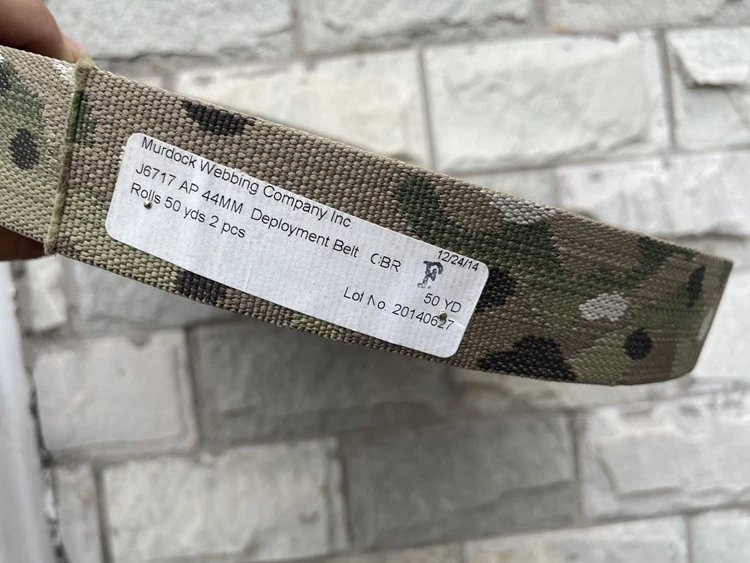 Murdock Webbing Company Inc
J6717 AP 44MM Deployment Belt CBR
Rolls 50 yds 2 pcs
12/24/14
F
50 YD
Lot No. 20140627